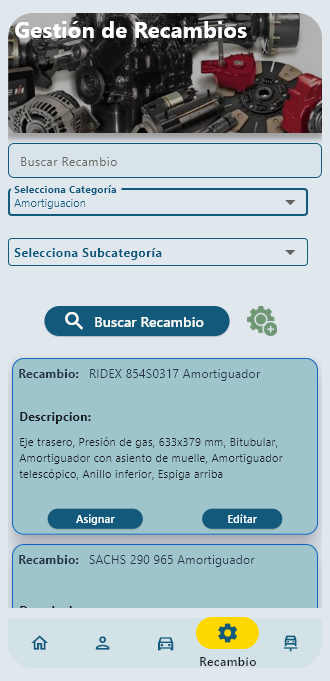 Gestión de Recambios
Buscar Recambio
Selecciona Categoría
Amortiguacion
Selecciona Subcategoría
Buscar Recambio
Recambio: RIDEX 854S0317 Amortiguador
Descripcion:
Eje trasero, Presión de gas, 633x379 mm, Bitubular,
Amortiguador con asiento de muelle, Amortiguador
telescópico, Anillo inferior, Espiga arriba
Asignar Editar
Recambio: SACHS 290 965 Amortiguador
Recambio